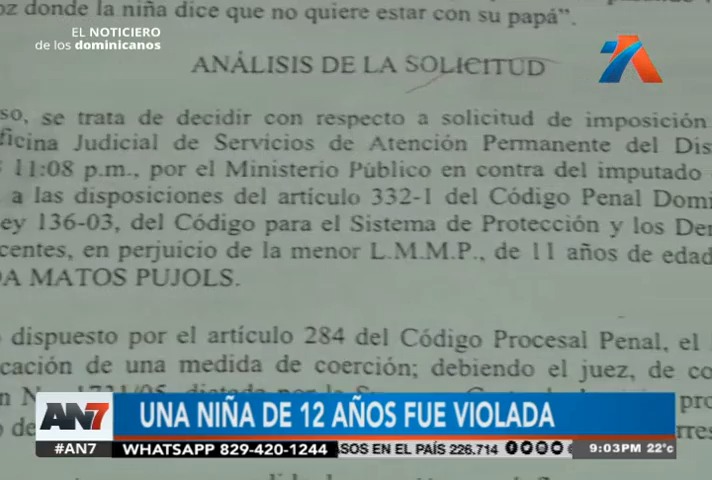 oz donde la niña dice que no quiere estar con su papá".
EL NOTICIERO
de los dominicanos
ANÁLISIS DE LA SOLICITUD
so, se trata de decidir con respecto a solicitud de imposición
ficina Judicial de Servicios de Atención Permanente del Dis
11:08 p.m., por el Ministerio Público en contra del imputado
a las disposiciones del artículo 332-1 del Código Penal Domi
ey 136-03, del Código para el Sistema de Protección y los Der
centes, en perjuicio de la menor L.M.M.P., de 11 años de edad
DA MATOS PUJOLS.
dispuesto por el artículo 284 del Código Procesal Penal, el
cación de una medida de coerción; debiendo el juez, de co
AN7
UNA NIÑA DE 12 AÑOS FUE VIOLADA
#AN7
WHATSAPP 829-420-1244
ASOS EN EL PAÍS 226.714
9:03PM 22°c